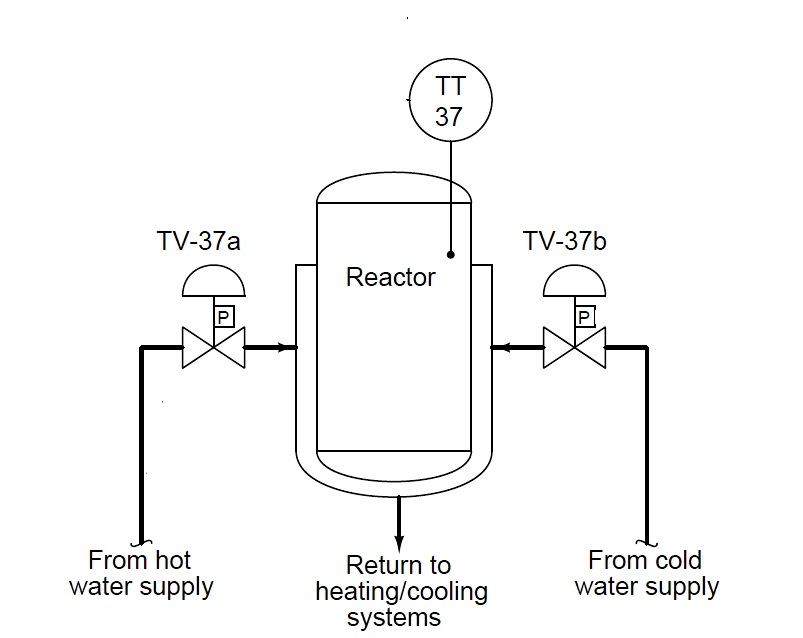 TT
37
TV-37a
TV-37b
P
P
Reactor
From hot
water supply
Return to
heating/cooling
systems
From cold
water supply